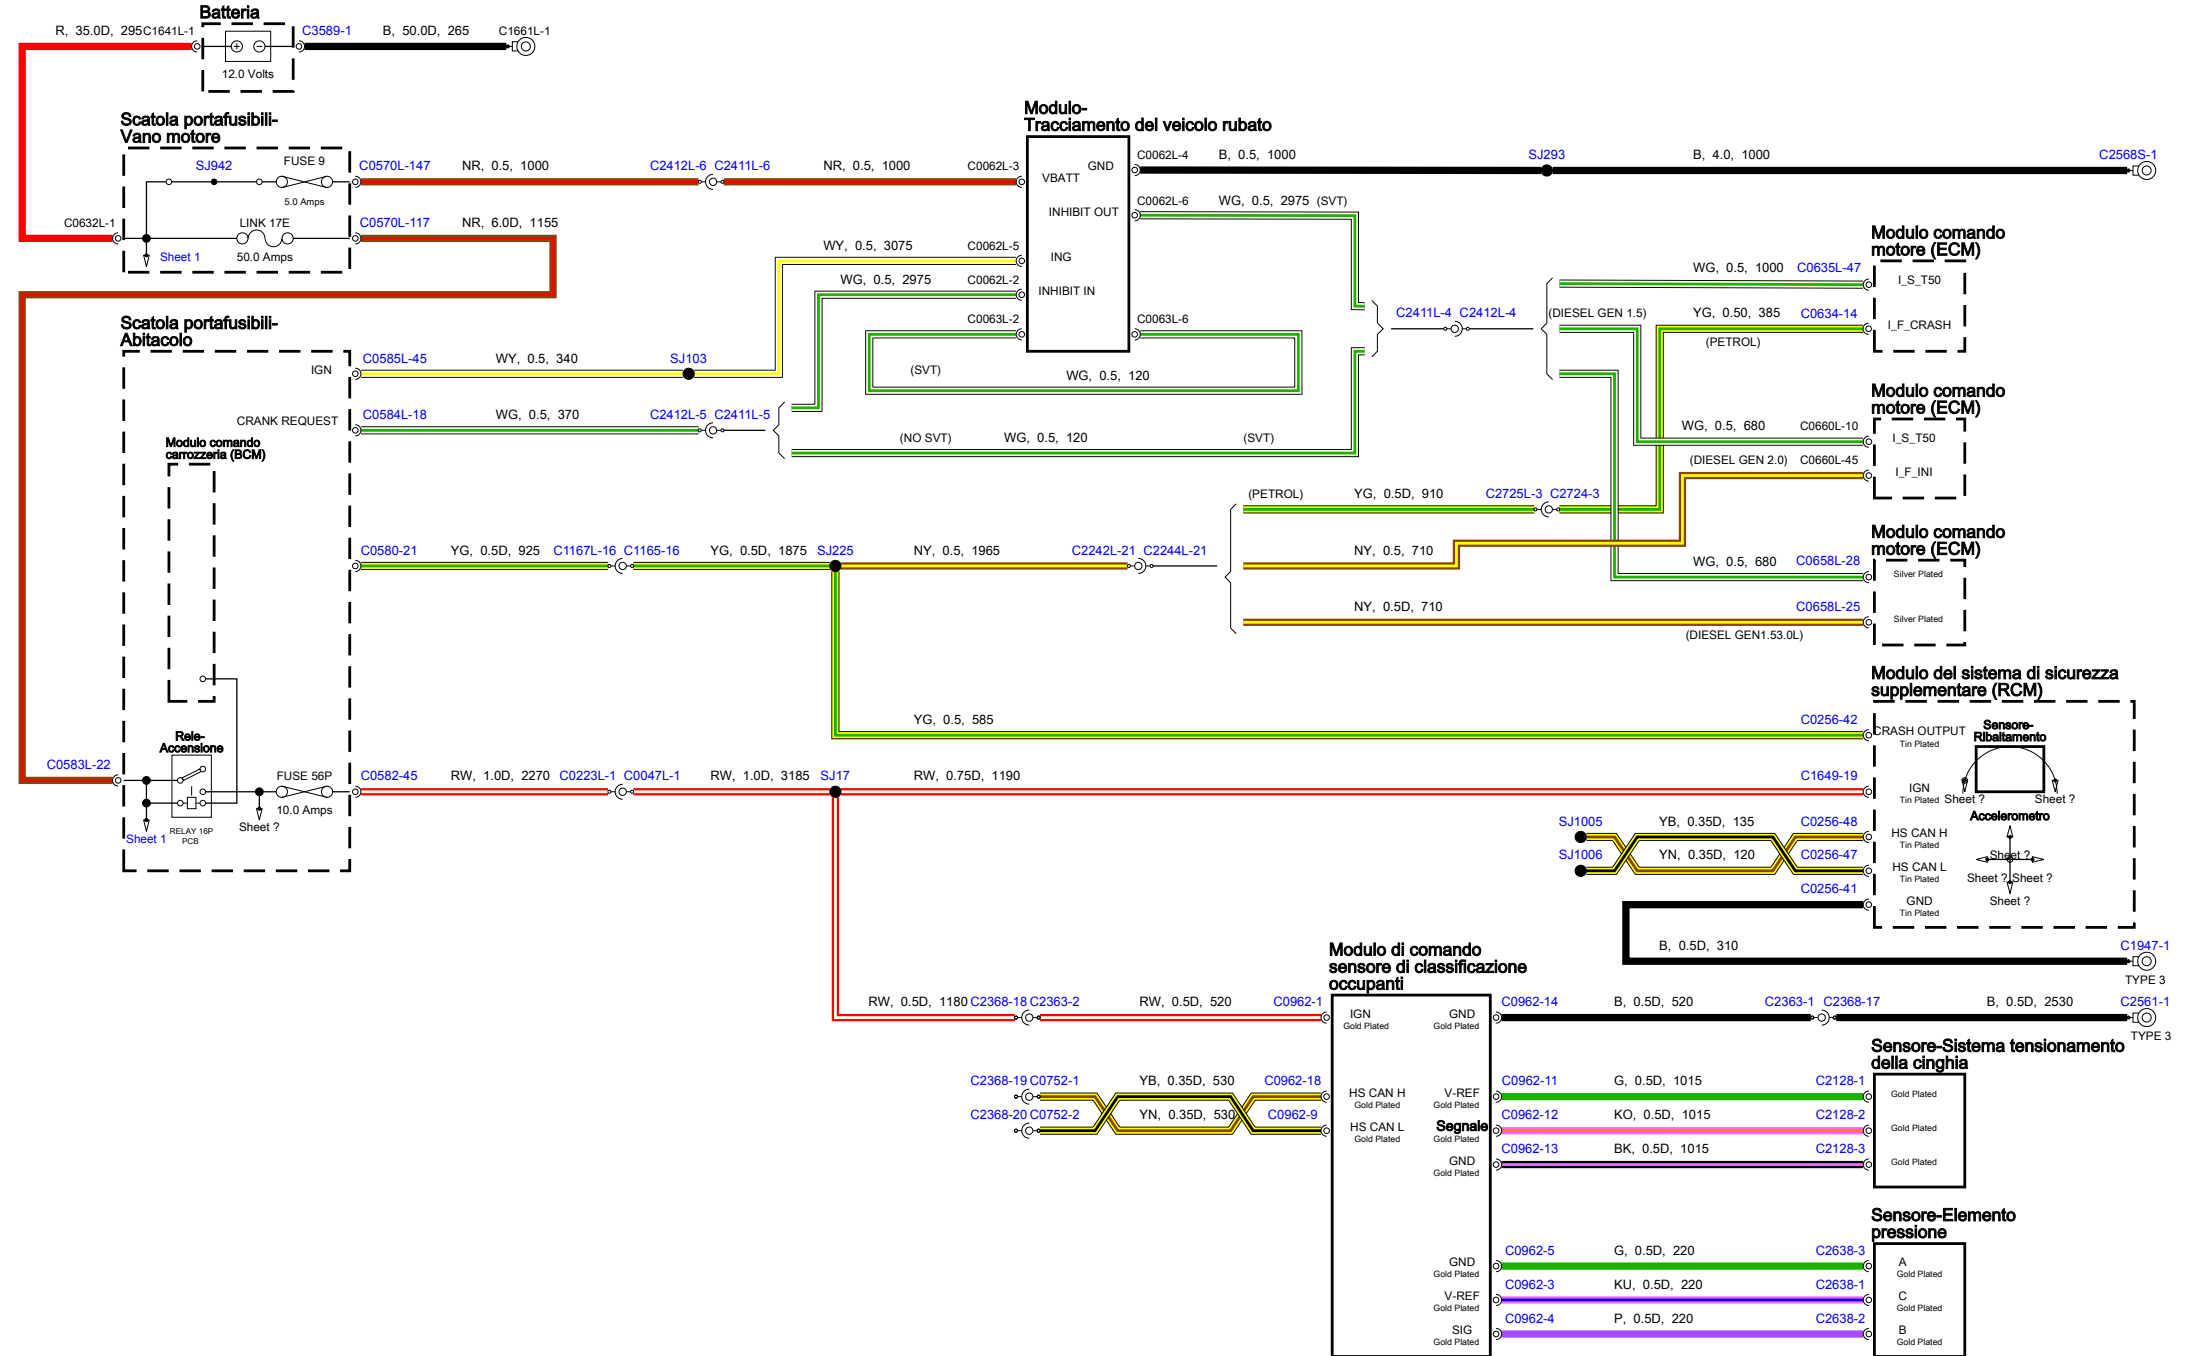 Batteria
R, 35.0D, 295
C1641L-1
12.0 Volts
C3589-1
B, 50.0D, 265
C1661L-1
Scatola portafusibili-
Vano motore
SJ942
FUSE 9
5.0 Amps
C0632L-1
LINK 17E
50.0 Amps
Sheet 1
C0570L-147
NR, 0.5, 1000
C2412L-6
C2411L-6
NR, 0.5, 1000
C0062L-3
C0570L-117
NR, 6.0D, 1155
Modulo-
Tracciamento del veicolo rubato
VBATT
GND
INHIBIT OUT
ING
INHIBIT IN
WY, 0.5, 3075
C0062L-5
WG, 0.5, 2975
C0062L-2
C0063L-2
C0063L-6
(SVT)
WG, 0.5, 120
C0062L-4
B, 0.5, 1000
SJ293
B, 4.0, 1000
C2568S-1
C0062L-6
WG, 0.5, 2975
(SVT)
Scatola portafusibili-
Abitacolo
IGN
C0585L-45
WY, 0.5, 340
SJ103
CRANK REQUEST
C0584L-18
WG, 0.5, 370
C2412L-5
C2411L-5
(NO SVT)
WG, 0.5, 120
(SVT)
C2411L-4
C2412L-4
(DIESEL GEN 1.5)
Modulo comando
motore (ECM)
WG, 0.5, 1000
C0635L-47
I_S_T50
YG, 0.50, 385
C0634-14
I_F_CRASH
(PETROL)
Modulo comando
motore (ECM)
WG, 0.5, 680
C0660L-10
I_S_T50
(DIESEL GEN 2.0)
C0660L-45
I_F_INI
Modulo comando
carrozzeria (BCM)
C0580-21
YG, 0.5D, 925
C1167L-16
C1165-16
YG, 0.5D, 1875
SJ225
NY, 0.5, 1965
C2242L-21
C2244L-21
(PETROL)
YG, 0.5D, 910
C2725L-3
C2724-3
NY, 0.5, 710
NY, 0.5D, 710
Modulo comando
motore (ECM)
WG, 0.5, 680
C0658L-28
Silver Plated
C0658L-25
Silver Plated
(DIESEL GEN1.53.0L)
YG, 0.5, 585
C0256-42
Modulo del sistema di sicurezza
supplementare (RCM)
CRASH OUTPUT
Tin Plated
Sensore-
Ribaltamento
Sheet ?
Sheet ?
C0583L-22
Rele-
Accensione
RELAY 16P
PCB
Sheet 1
Sheet ?
FUSE 56P
10.0 Amps
C0582-45
RW, 1.0D, 2270
C0223L-1
C0047L-1
RW, 1.0D, 3185
SJ17
RW, 0.75D, 1190
C1649-19
IGN
Tin Plated
Accelerometro
Sheet ?
Sheet ?
Sheet ?
Sheet ?
SJ1005
YB, 0.35D, 135
C0256-48
HS CAN H
Tin Plated
SJ1006
YN, 0.35D, 120
C0256-47
HS CAN L
Tin Plated
C0256-41
GND
Tin Plated
B, 0.5D, 310
C1947-1
TYPE 3
Modulo di comando
sensore di classificazione
occupanti
RW, 0.5D, 1180
C2368-18
C2363-2
RW, 0.5D, 520
C0962-1
IGN
Gold Plated
GND
Gold Plated
C0962-14
B, 0.5D, 520
C2363-1
C2368-17
B, 0.5D, 2530
C2561-1
TYPE 3
C2368-19
C0752-1
YB, 0.35D, 530
C0962-18
HS CAN H
Gold Plated
C2368-20
C0752-2
YN, 0.35D, 530
C0962-9
HS CAN L
Gold Plated
Sensore-Sistema tensionamento
della cinghia
V-REF
Gold Plated
C0962-11
G, 0.5D, 1015
C2128-1
Gold Plated
Segnale
Gold Plated
C0962-12
KO, 0.5D, 1015
C2128-2
Gold Plated
GND
Gold Plated
C0962-13
BK, 0.5D, 1015
C2128-3
Gold Plated
Sensore-Elemento
pressione
GND
Gold Plated
C0962-5
G, 0.5D, 220
C2638-3
A
Gold Plated
V-REF
Gold Plated
C0962-3
KU, 0.5D, 220
C2638-1
C
Gold Plated
SIG
Gold Plated
C0962-4
P, 0.5D, 220
C2638-2
B
Gold Plated